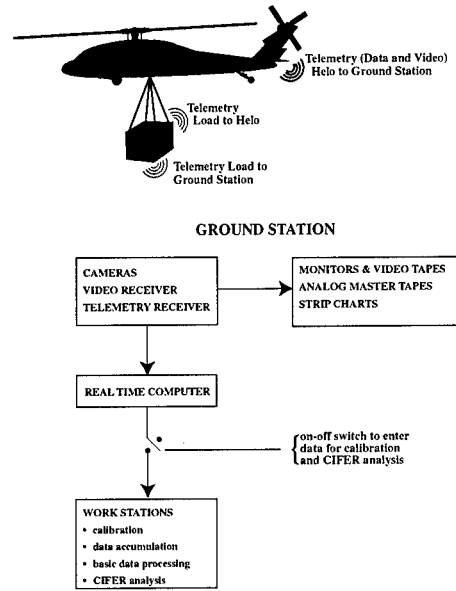 Telemetry (Data and Video)
Helo to Ground Station
Telemetry
Load to Helo
Telemetry Load to
Ground Station
GROUND STATION
CAMERAS
VIDEO RECEIVER
TELEMETRY RECEIVER
MONITORS & VIDEO TAPES
ANALOG MASTER TAPES
STRIP CHARTS
REAL TIME COMPUTER
on-off switch to enter
data for calibration
and CIFER analysis
WORK STATIONS
• calibration
• data accumulation
• basic data processing
• CIFER analysis